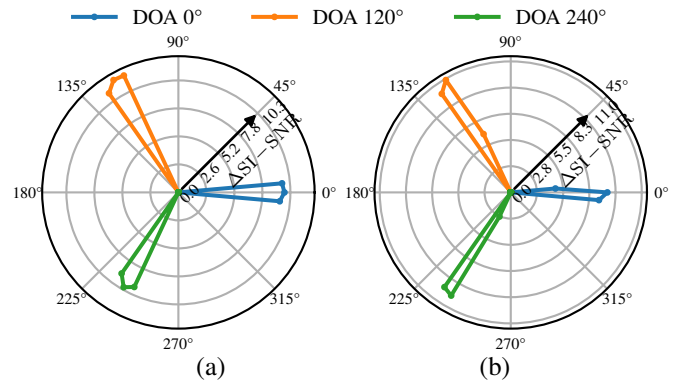 DOA 0° DOA 120° DOA 240°
90° 90°
135° 45° 135° 45°
0.0 2.6 5.2 7.8 10.3 0.0 2.8 5.5 8.3 11.0
ΔSI−SNR ΔSI−SNR
180° 0° 180° 0°
225° 315° 225° 315°
270° 270°
(a) (b)